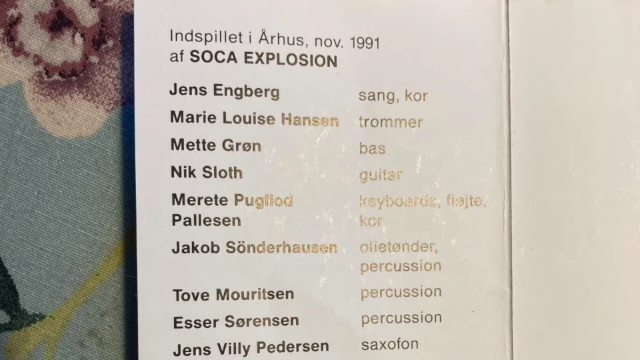 Indspillet i Århus, nov. 1991
af SOCA EXPLOSION
Jens Engberg sang, kor
Marie Louise Hansen trommer
Mette Grøn bas
Nik Sloth guitar
Merete Pugflod keyboards, fløjte,
Pallesen kor
Jakob Sönderhausen olietønder,
percussion
Tove Mouritsen percussion
Esser Sørensen percussion
Jens Villy Pedersen saxofon